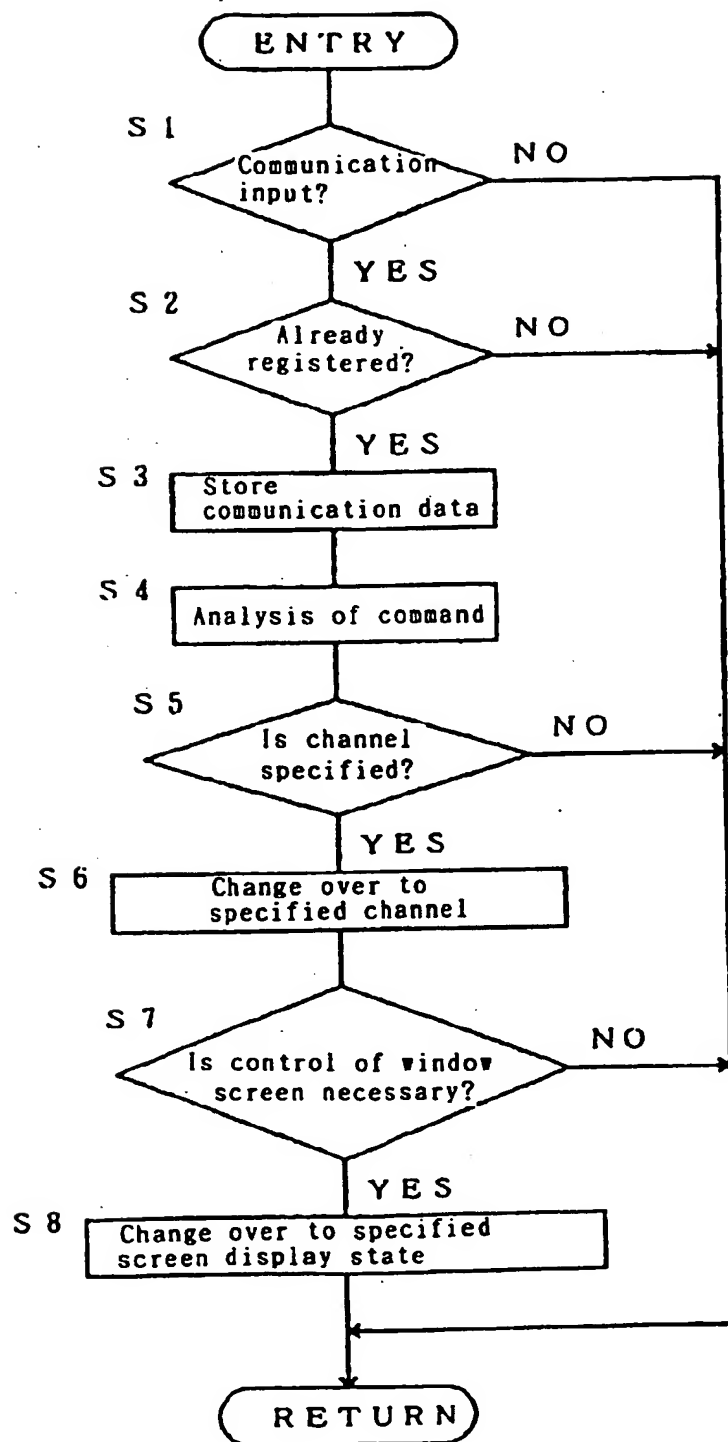 ENTRY
S 1
Communication
input?
NO
YES
S 2
Already
registered?
NO
YES
S 3
Store
communication data
S 4
Analysis of command
S 5
Is channel
specified?
NO
YES
S 6
Change over to
specified channel
S 7
Is control of window
screen necessary?
NO
YES
S 8
Change over to specified
screen display state
RETURN